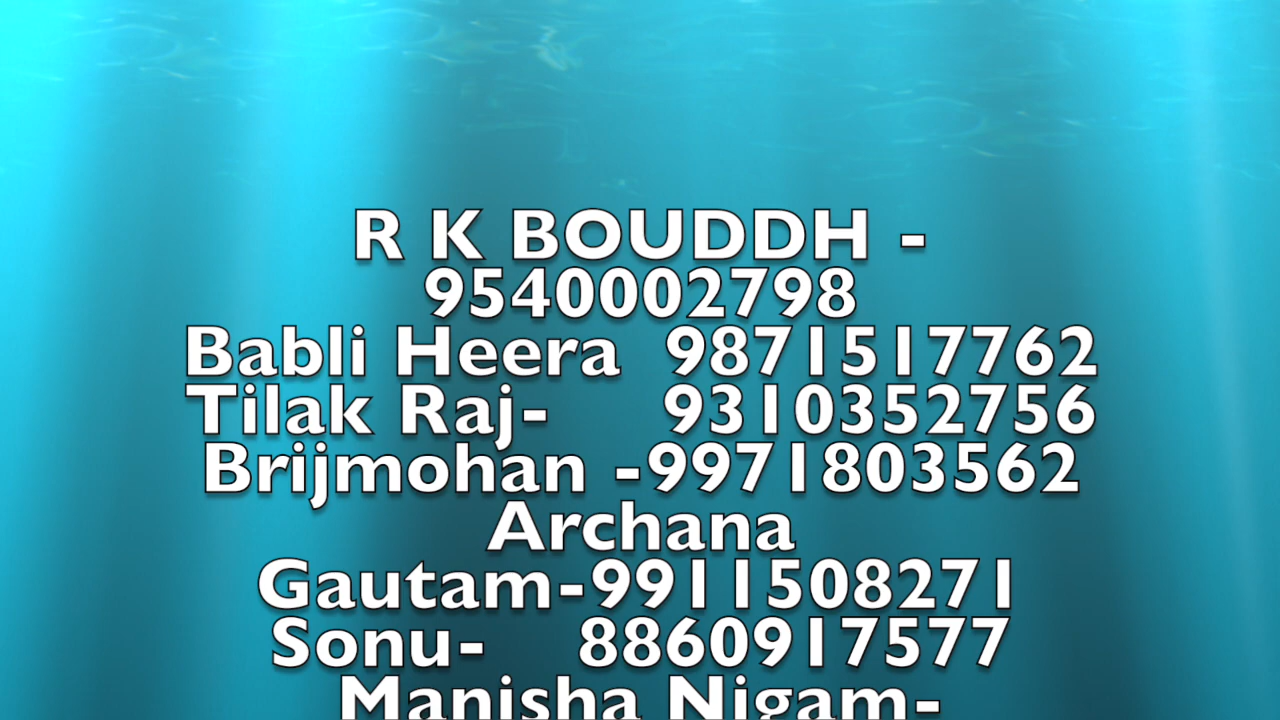 R K BOUDDH -
9540002798
Babli Heera 9871517762
Tilak Raj- 9310352756
Brijmohan -9971803562
Archana
Gautam-9911508271
Sonu- 8860917577
Manisha Nigam-